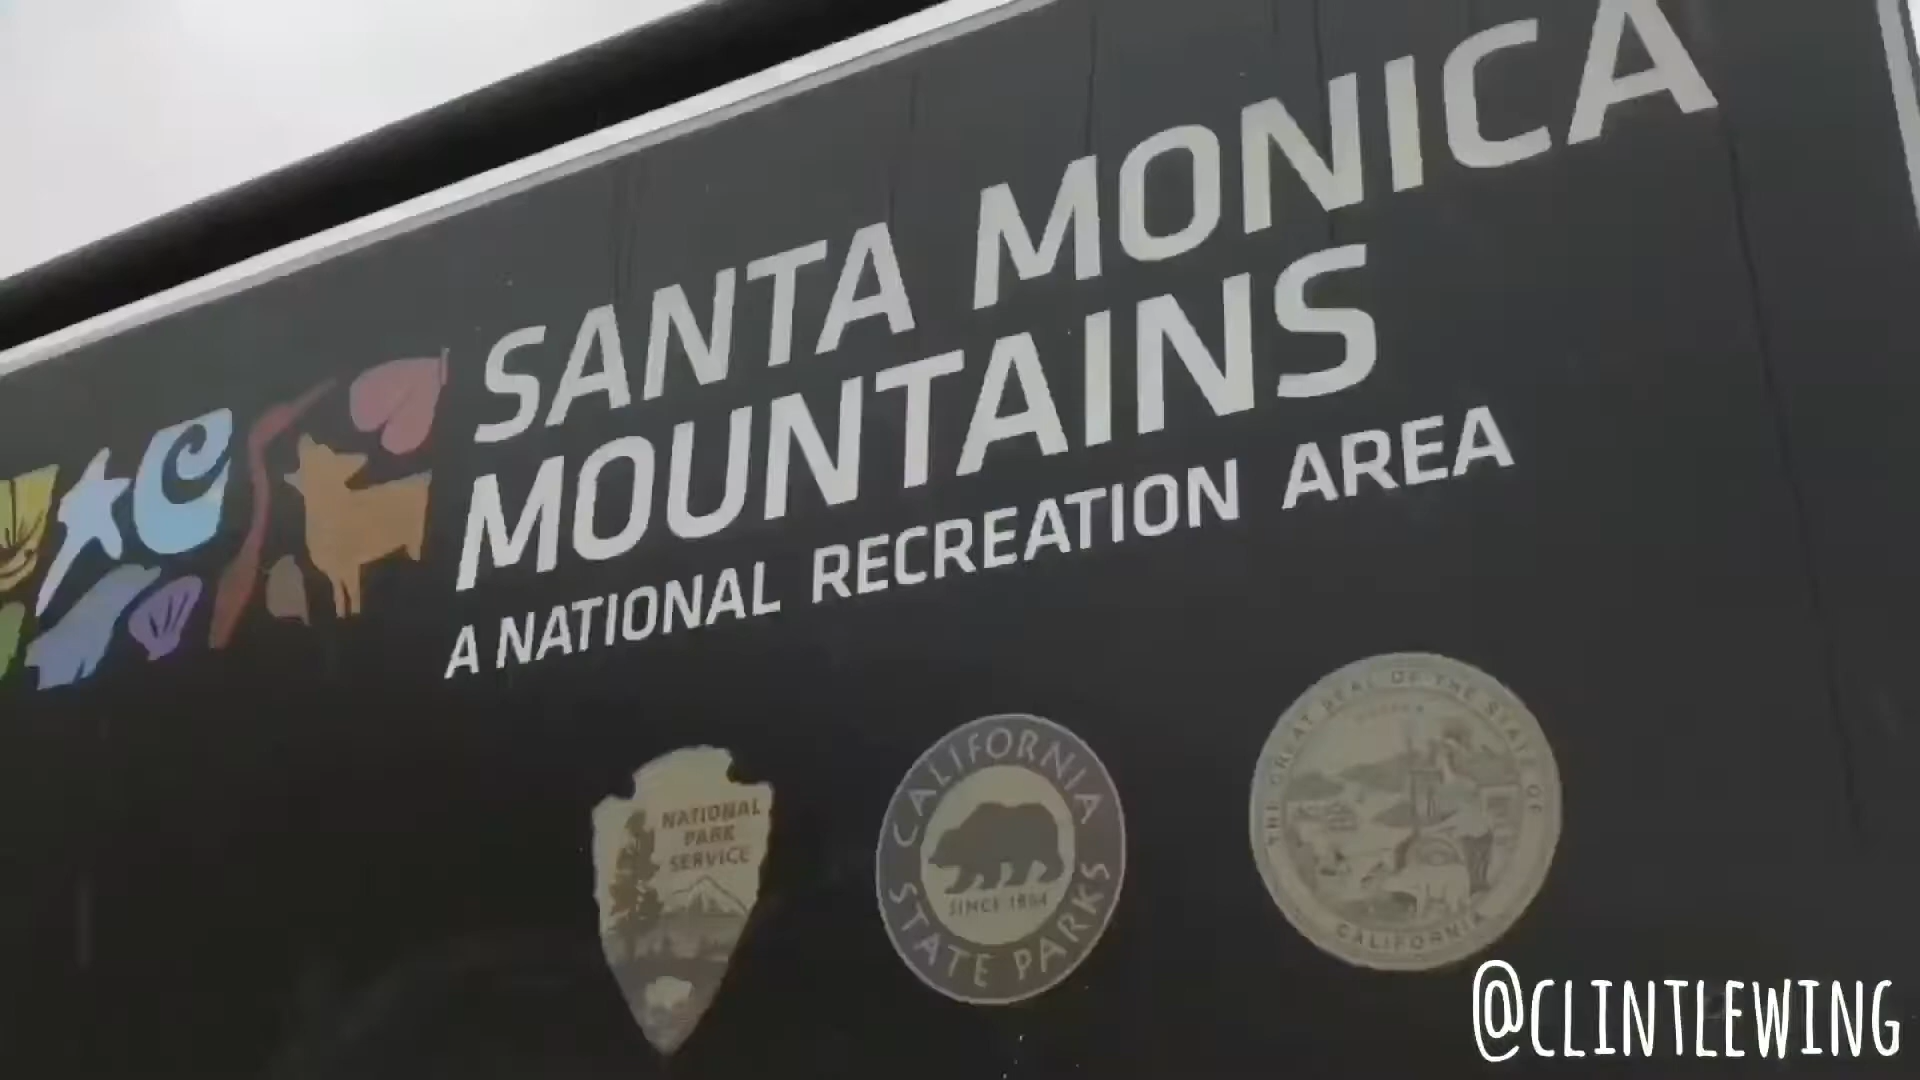 SANTA MONICA
MOUNTAINS
A NATIONAL RECREATION AREA
NATIONAL
PARK
SERVICE
CALIFORNIA
SINCE 1864
STATE PARKS
THE GREAT SEAL OF THE STATE OF
CALIFORNIA
@CLINTLEWING